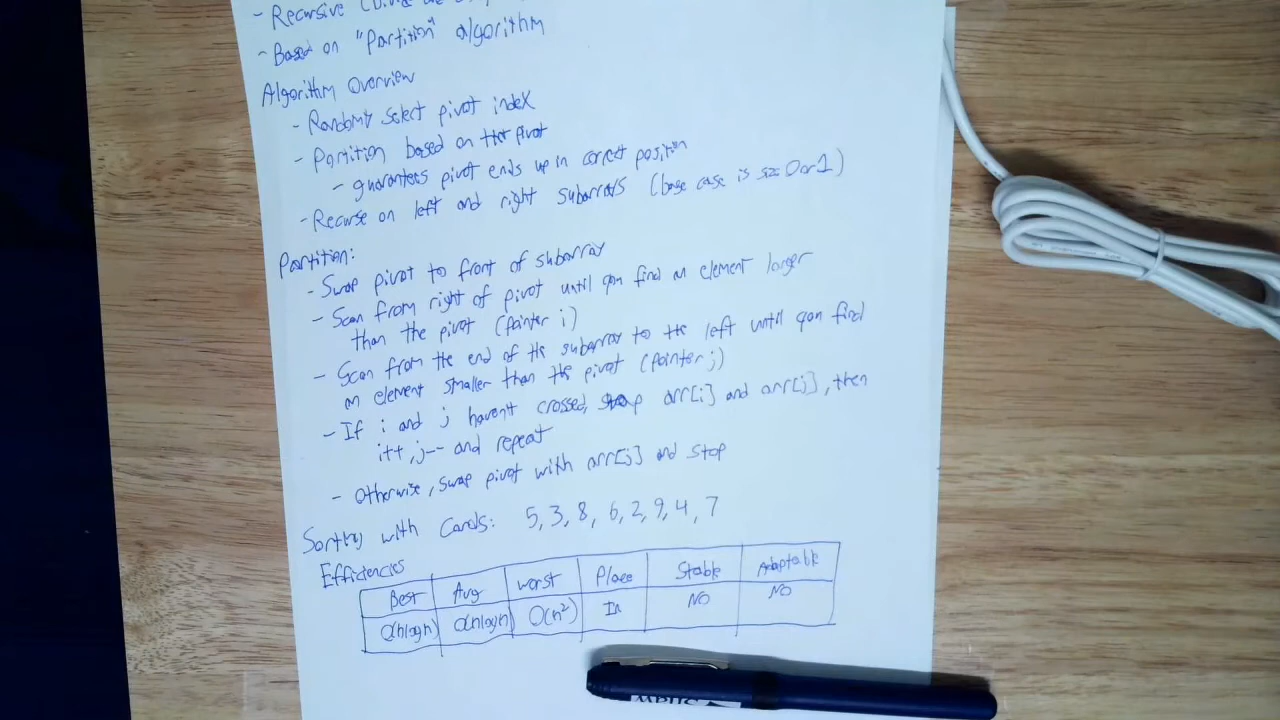 - Recursive
- Based on "Partition" algorithm
Algorithm Overview
- Randomly select pivot index
- Partition based on that pivot
- guarantees pivot ends up in correct position
- Recurse on left and right subarrays (base case is size 0 or 1)
Partition:
- Swap pivot to front of subarray
- Scan from right of pivot until you find an element larger
than the pivot (pointer i)
- Scan from the end of the subarray to the left until you find
an element smaller than the pivot (pointer j)
- If i and j haven't crossed, swap arr[i] and arr[j], then
i++, j-- and repeat
- Otherwise, swap pivot with arr[j] and stop
Sorting with Cards: 5, 3, 8, 6, 2, 9, 4, 7
Efficiencies
Best Avg worst Place Stable Adaptable
O(nlogn) O(nlogn) O(n²) In NO NO